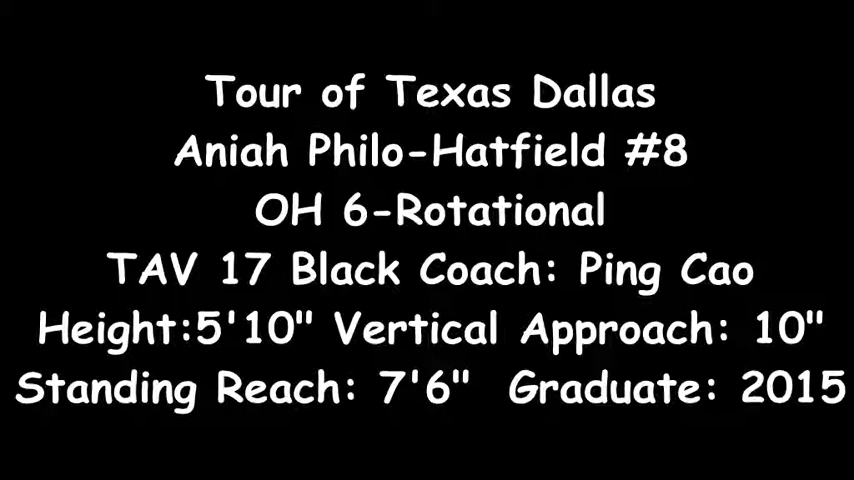 Tour of Texas Dallas
Aniah Philo-Hatfield #8
OH 6-Rotational
TAV 17 Black Coach: Ping Cao
Height:5'10" Vertical Approach: 10"
Standing Reach: 7'6" Graduate: 2015